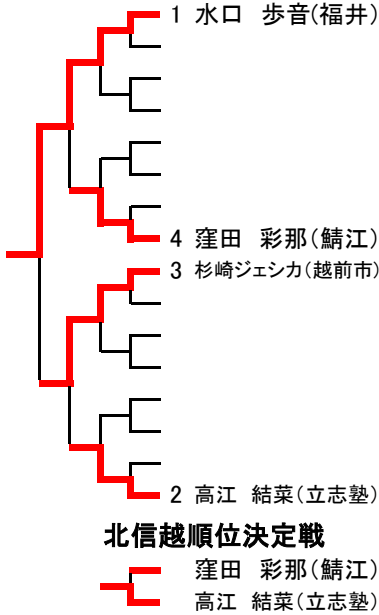 1 水口　歩音(福井)
4 窪田　彩那(鯖江)
3 杉崎ジェシカ(越前市)
2 高江　結菜(立志塾)
北信越順位決定戦
窪田　彩那(鯖江)
高江　結菜(立志塾)